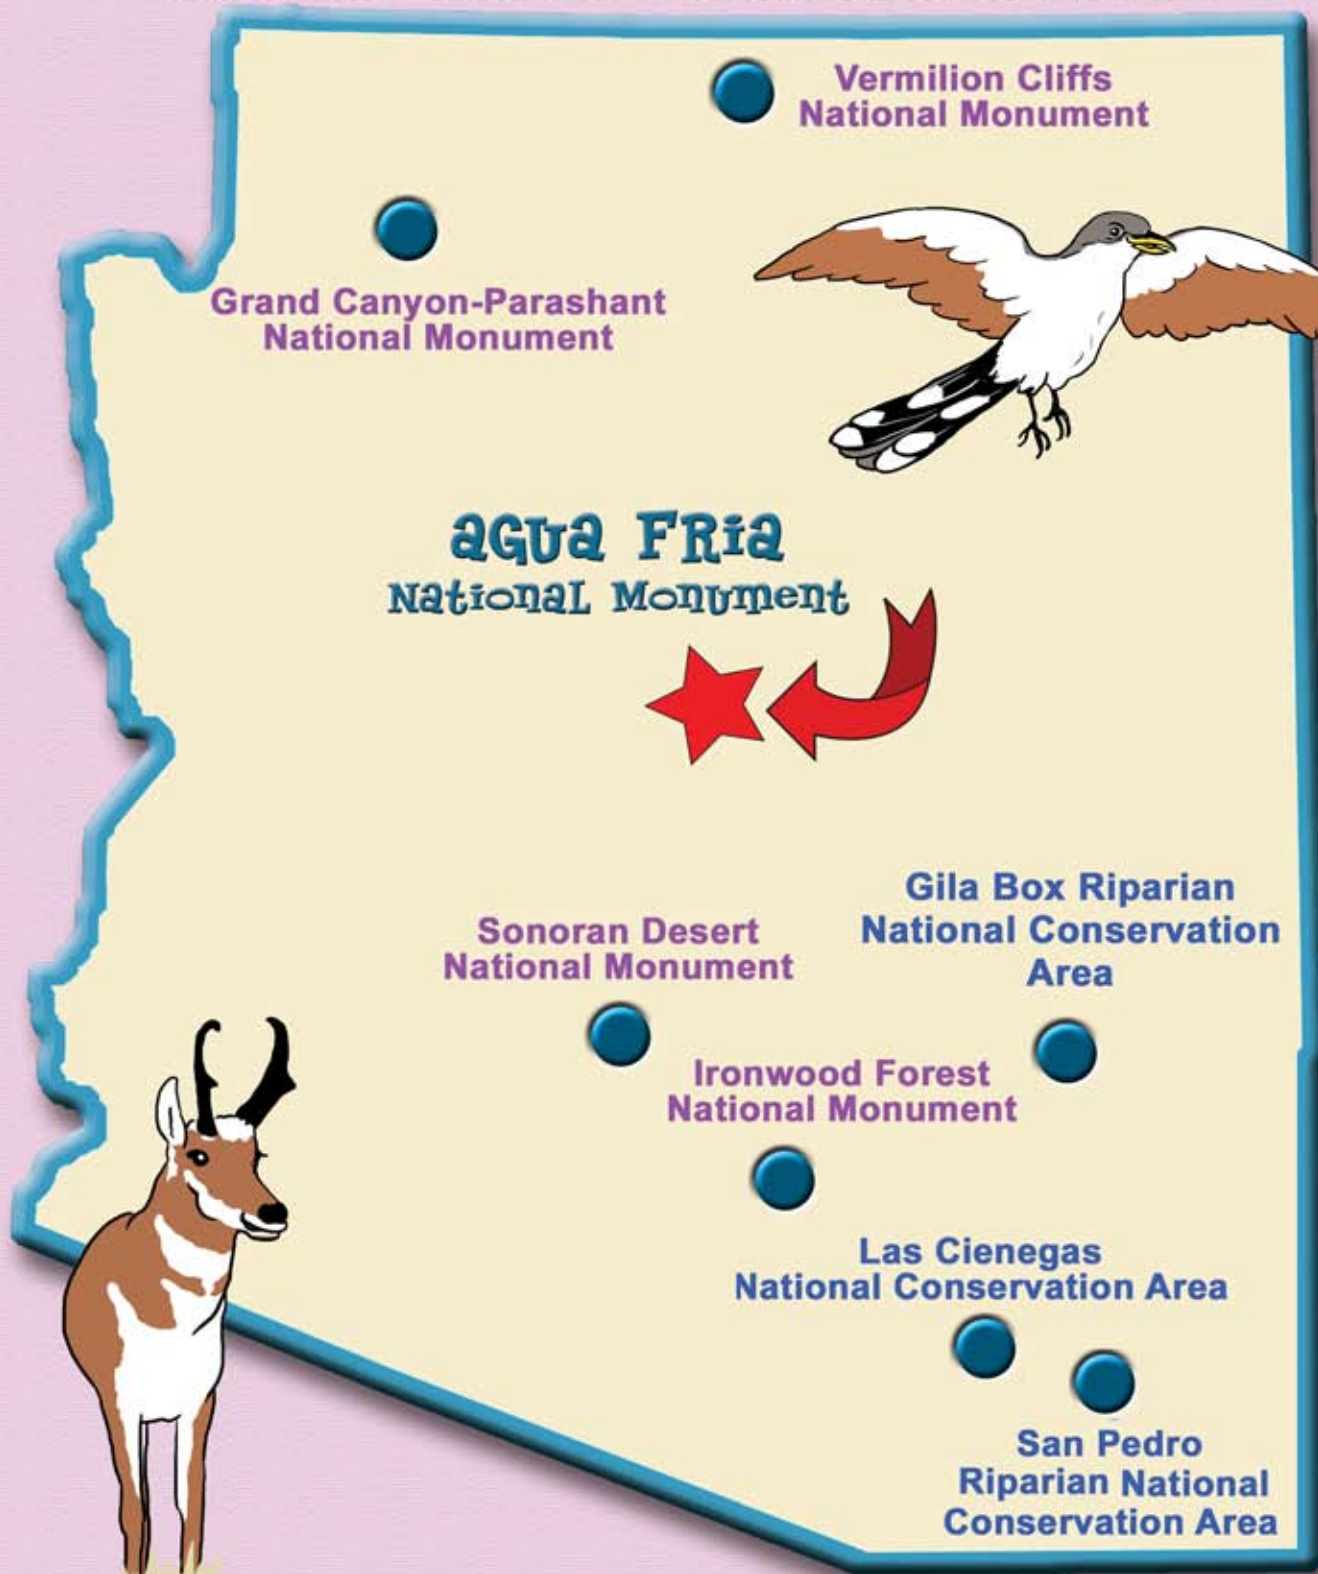 Vermilion Cliffs
National Monument
Grand Canyon-Parashant
National Monument
aGUa FRia
NationaL Monument
Gila Box Riparian
National Conservation
Area
Sonoran Desert
National Monument
Ironwood Forest
National Monument
Las Cienegas
National Conservation Area
San Pedro
Riparian National
Conservation Area